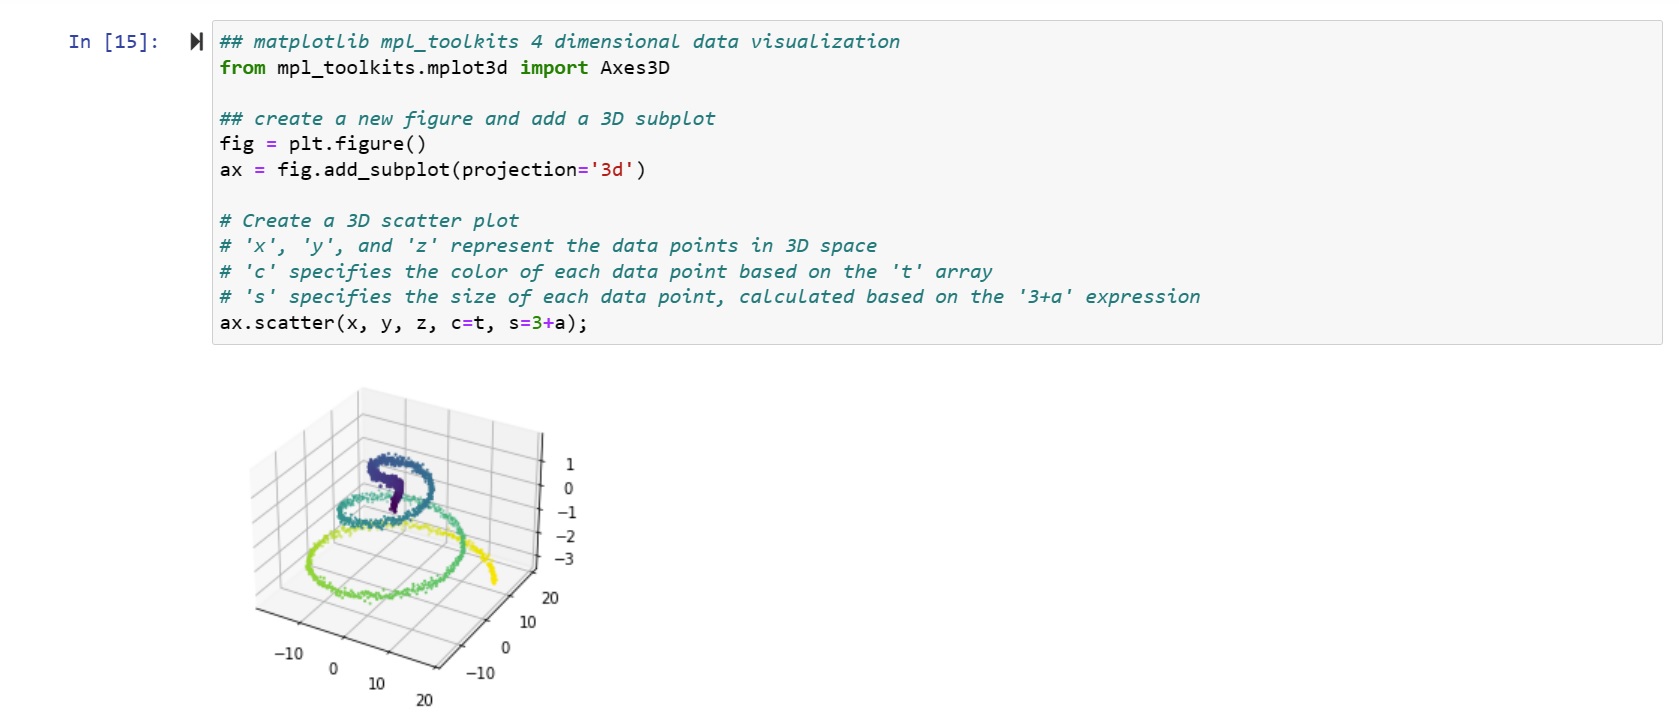 In [15]:
## matplotlib mpl_toolkits 4 dimensional data visualization
from mpl_toolkits.mplot3d import Axes3D
## create a new figure and add a 3D subplot
fig = plt.figure()
ax = fig.add_subplot(projection='3d')
# Create a 3D scatter plot
# 'x', 'y', and 'z' represent the data points in 3D space
# 'c' specifies the color of each data point based on the 't' array
# 's' specifies the size of each data point, calculated based on the '3+a' expression
ax.scatter(x, y, z, c=t, s=3+a);
1
0
−1
−2
−3
20
10
0
−10
−10
0
10
20